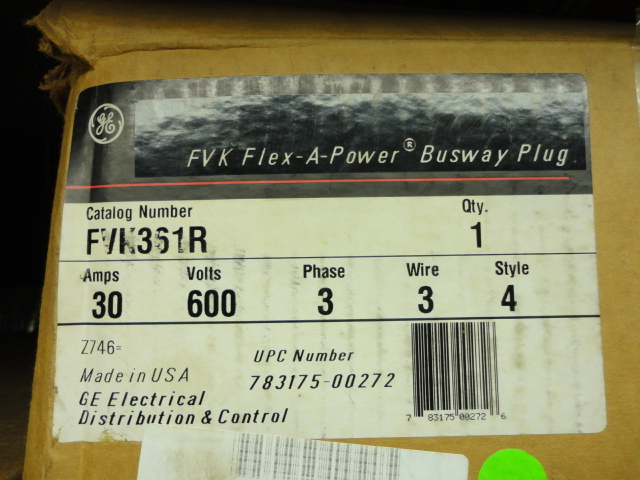 GE
FVK Flex-A-Power® Busway Plug
Catalog Number Qty.
FVK361R 1
Amps Volts Phase Wire Style
30 600 3 3 4
Z746=
UPC Number
Made in USA 783175-00272
GE Electrical
Distribution & Control
7 83175 00272 6